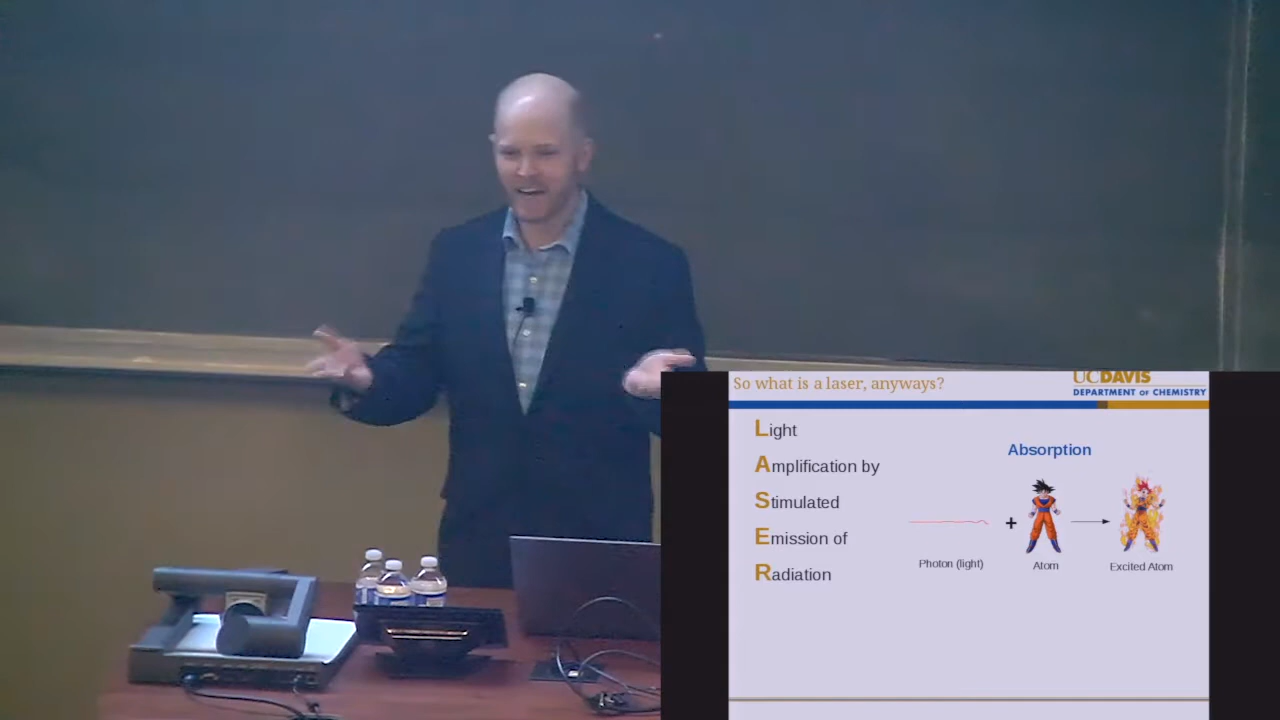 So what is a laser, anyways?
UCDAVIS
DEPARTMENT OF CHEMISTRY
Light
Amplification by
Stimulated
Emission of
Radiation
Absorption
+
Photon (light)
Atom
Excited Atom